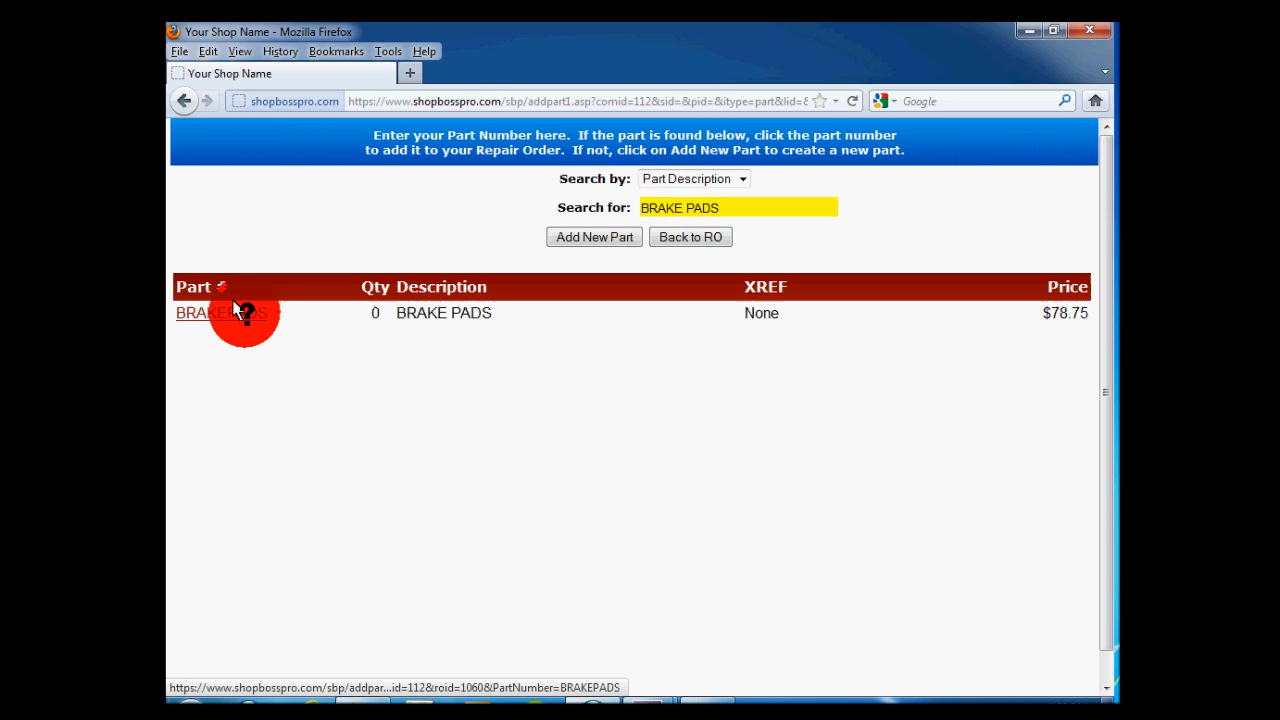 Your Shop Name - Mozilla Firefox
File Edit View History Bookmarks Tools Help
Your Shop Name
shopbosspro.com https://www.shopbosspro.com/sbp/addpart1.asp?comid=112&sid=&pid=&itype=part&lid=& Google
Enter your Part Number here. If the part is found below, click the part number
to add it to your Repair Order. If not, click on Add New Part to create a new part.
Search by: Part Description
Search for: BRAKE PADS
Add New Part Back to RO
Part # Qty Description XREF Price
BRAKEPADS 0 BRAKE PADS None $78.75
https://www.shopbosspro.com/sbp/addpar...id=112&roid=1060&PartNumber=BRAKEPADS